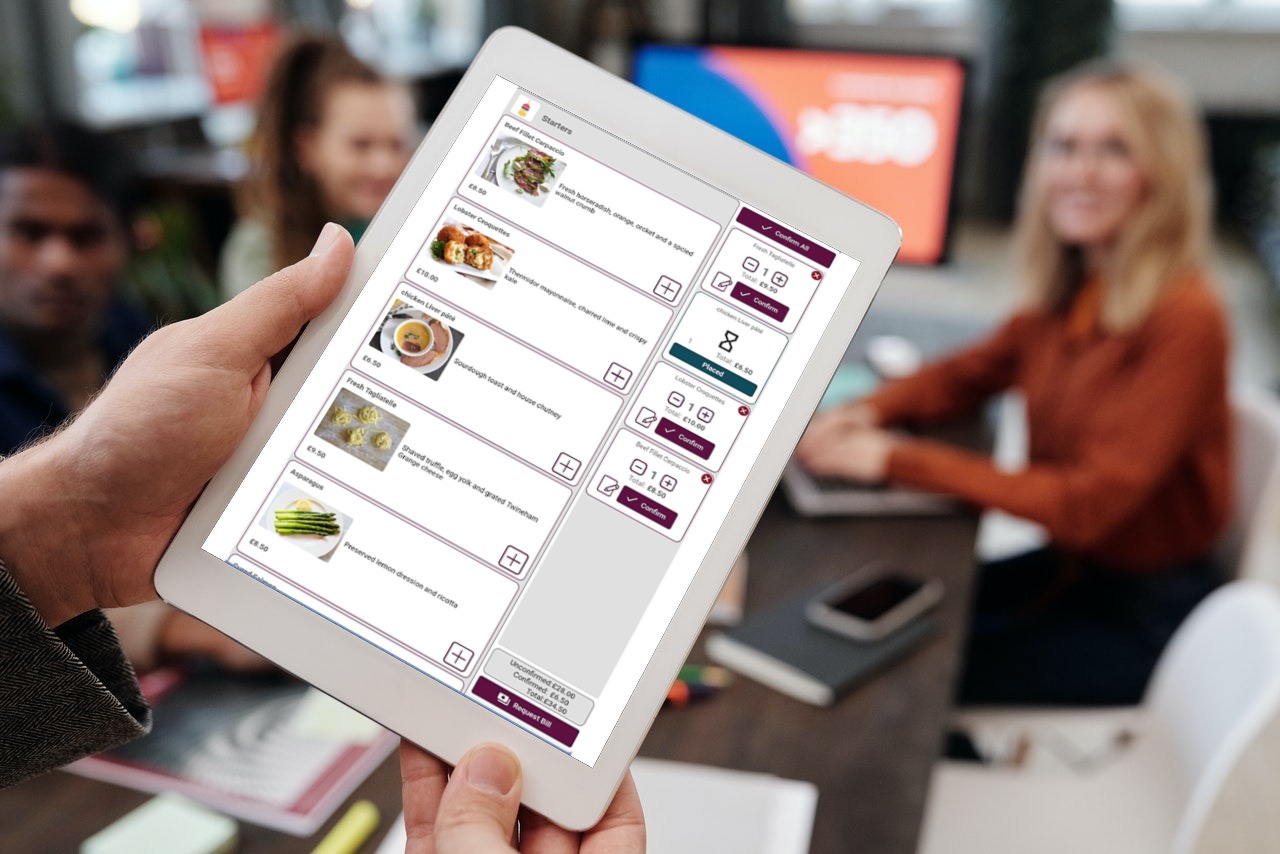 Starters
Beef Fillet Carpaccio
Fresh horseradish, orange, orcket and a spoied
walnut crumb
£8.50
Lobster Croquettes
Thermidor mayonnaise, charred lime and crispy
kale
£10.00
chicken Liver pâté
Sourdough toast and house chutney
£6.50
Fresh Tagliatelle
Shaved truffle, egg yolk and grated Twineham
Grange cheese
£9.50
Asparagus
Preserved lemon dression and ricotta
£8.50
Confirm All
Fresh Tagliatelle
1
Total: £9.50
Confirm
chicken Liver pâté
1
Total: £6.50
Placed
Lobster Croquettes
1
Total: £10.00
Confirm
Beef Fillet Carpaccio
1
Total: £8.50
Confirm
Unconfirmed:£28.00
Confirmed: £6.50
Total:£34.50
Request Bill